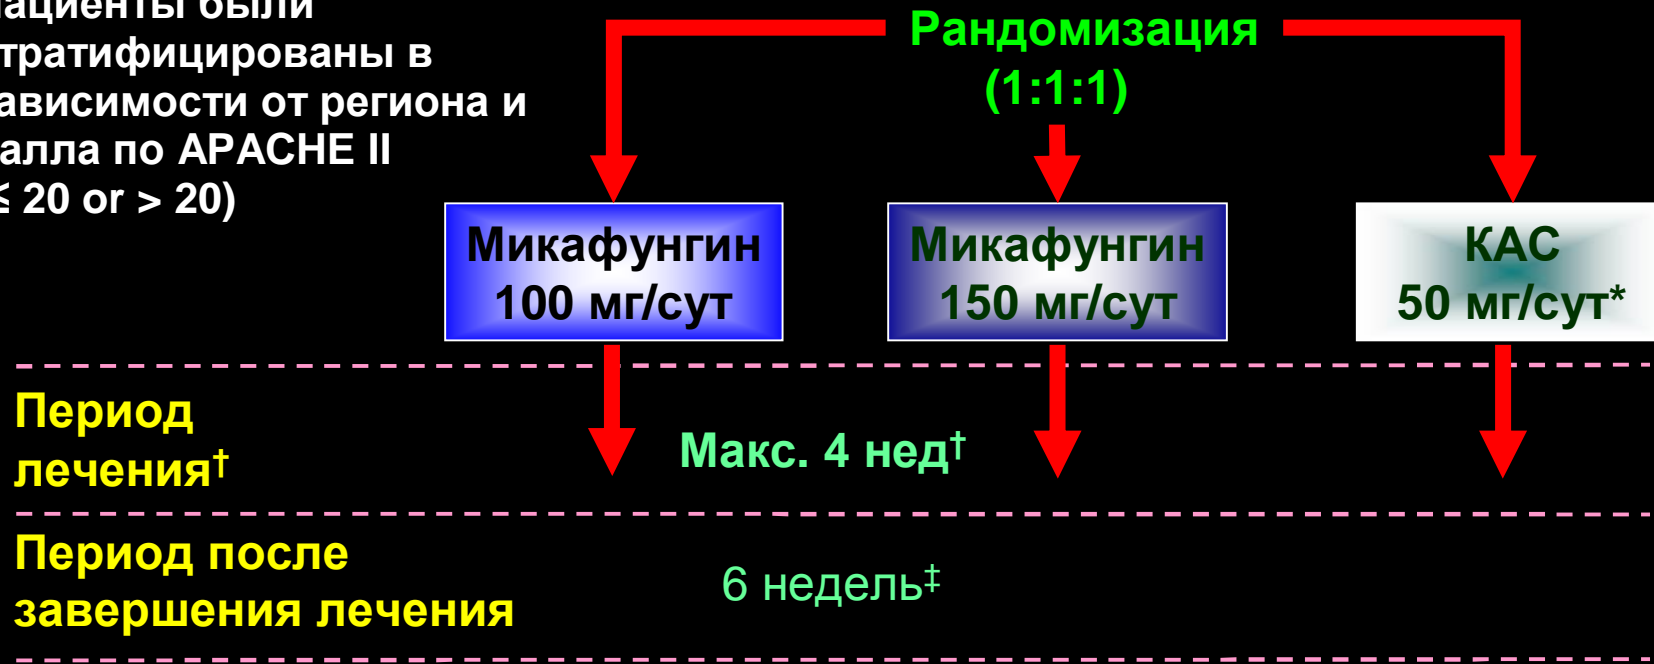 пациенты были
тратифицированы в
ависимости от региона и
алла по APACHE II
≤ 20 or > 20)
Рандомизация
(1:1:1)
Микафунгин
100 мг/сут
Микафунгин
150 мг/сут
КАС
50 мг/сут*
Период
лечения†
Макс. 4 нед†
Период после
завершения лечения
6 недель‡